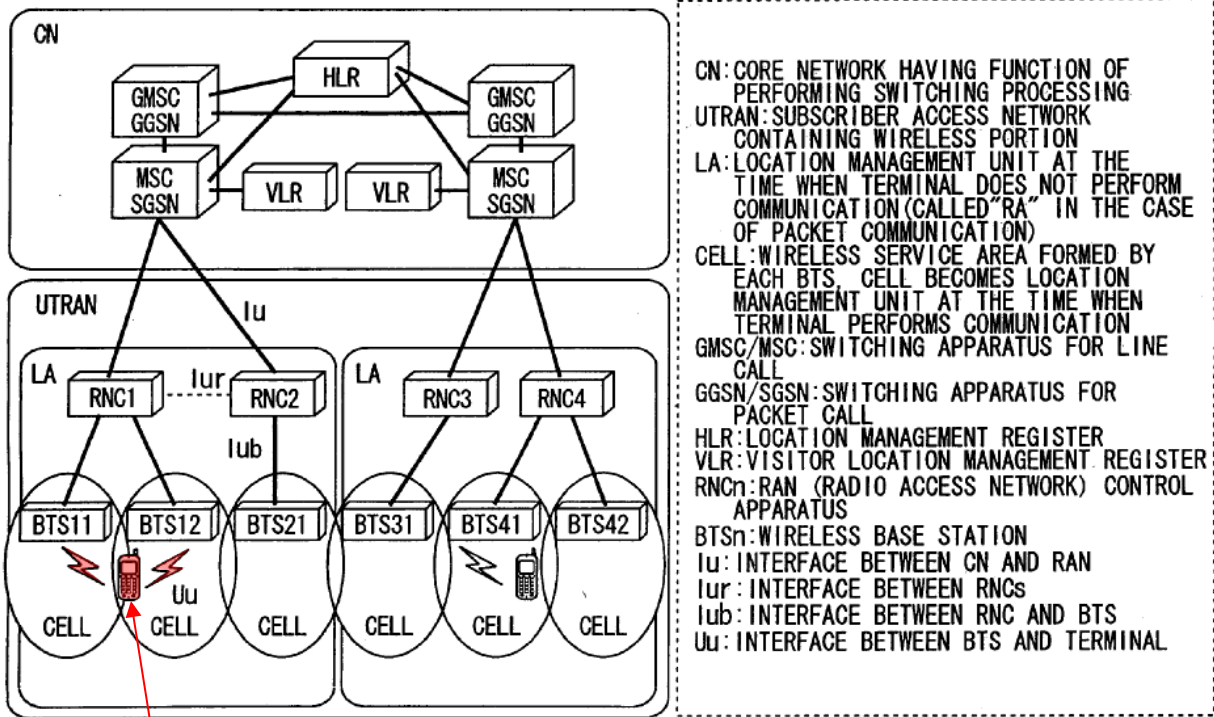 CN
HLR
GMSC
GGSN
GMSC
GGSN
MSC
SGSN
VLR
VLR
MSC
SGSN
UTRAN
Iu
LA
RNC1
Iur
RNC2
LA
RNC3
RNC4
Iub
BTS11
BTS12
BTS21
BTS31
BTS41
BTS42
Uu
CELL
CELL
CELL
CELL
CELL
CELL
CN:CORE NETWORK HAVING FUNCTION OF
PERFORMING SWITCHING PROCESSING
UTRAN:SUBSCRIBER ACCESS NETWORK
CONTAINING WIRELESS PORTION
LA:LOCATION MANAGEMENT UNIT AT THE
TIME WHEN TERMINAL DOES NOT PERFORM
COMMUNICATION(CALLED"RA" IN THE CASE
OF PACKET COMMUNICATION)
CELL:WIRELESS SERVICE AREA FORMED BY
EACH BTS, CELL BECOMES LOCATION
MANAGEMENT UNIT AT THE TIME WHEN
TERMINAL PERFORMS COMMUNICATION
GMSC/MSC:SWITCHING APPARATUS FOR LINE
CALL
GGSN/SGSN:SWITCHING APPARATUS FOR
PACKET CALL
HLR:LOCATION MANAGEMENT REGISTER
VLR:VISITOR LOCATION MANAGEMENT REGISTER
RNCn:RAN (RADIO ACCESS NETWORK) CONTROL
APPARATUS
BTSn:WIRELESS BASE STATION
Iu:INTERFACE BETWEEN CN AND RAN
Iur:INTERFACE BETWEEN RNCs
Iub:INTERFACE BETWEEN RNC AND BTS
Uu:INTERFACE BETWEEN BTS AND TERMINAL